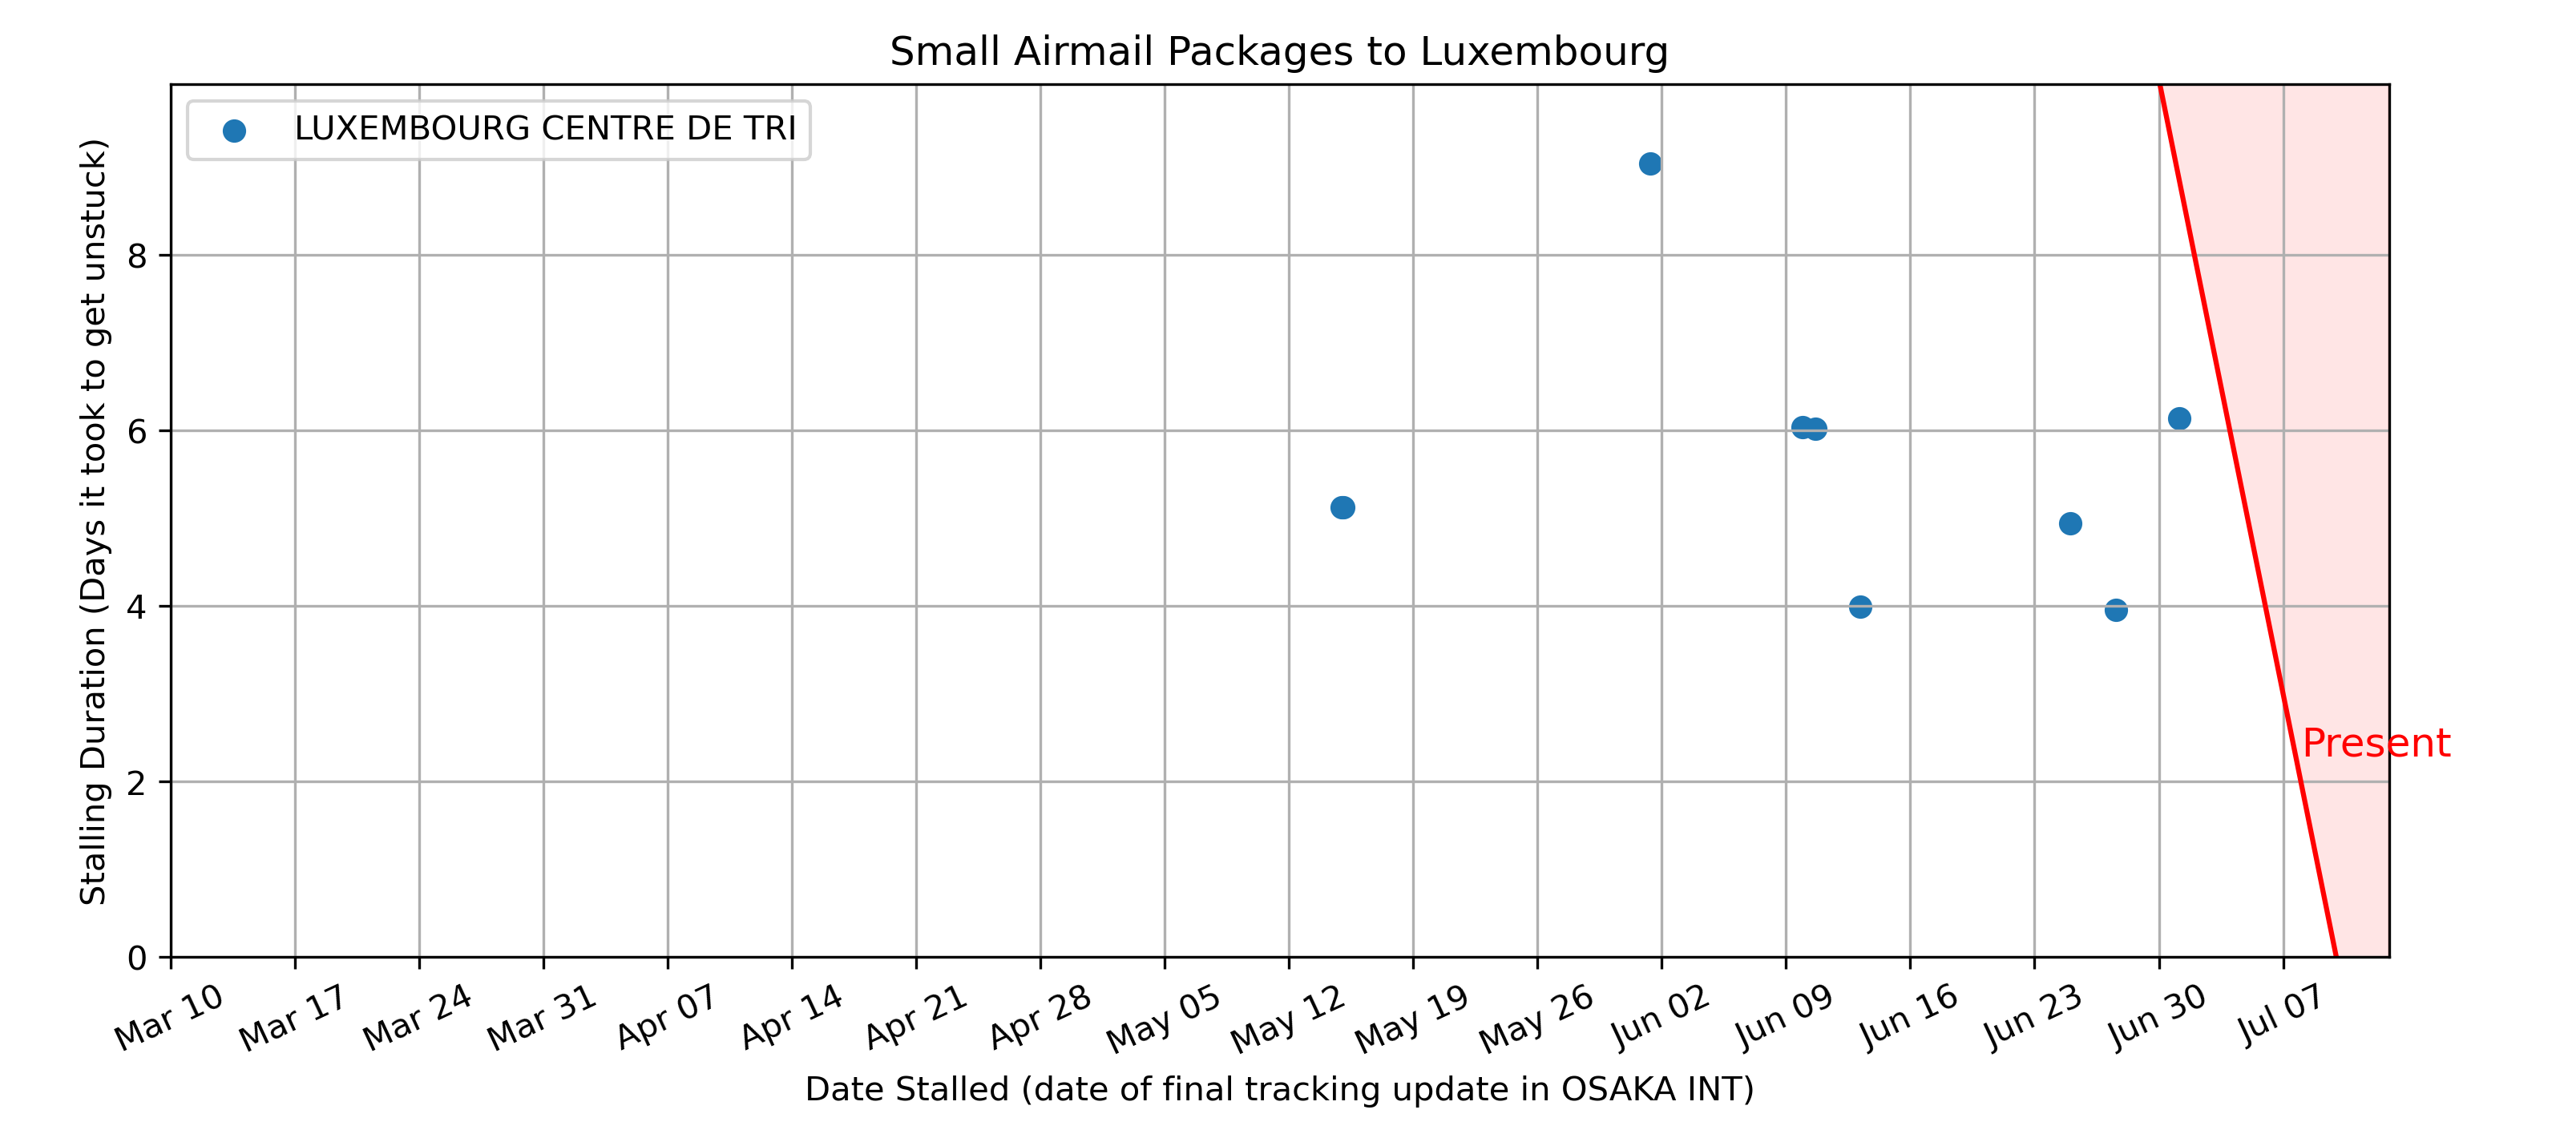 Small Airmail Packages to Luxembourg
LUXEMBOURG CENTRE DE TRI
Stalling Duration (Days it took to get unstuck)
8
6
4
2
0
Present
Mar 10 Mar 17 Mar 24 Mar 31 Apr 07 Apr 14 Apr 21 Apr 28 May 05 May 12 May 19 May 26 Jun 02 Jun 09 Jun 16 Jun 23 Jun 30 Jul 07
Date Stalled (date of final tracking update in OSAKA INT)